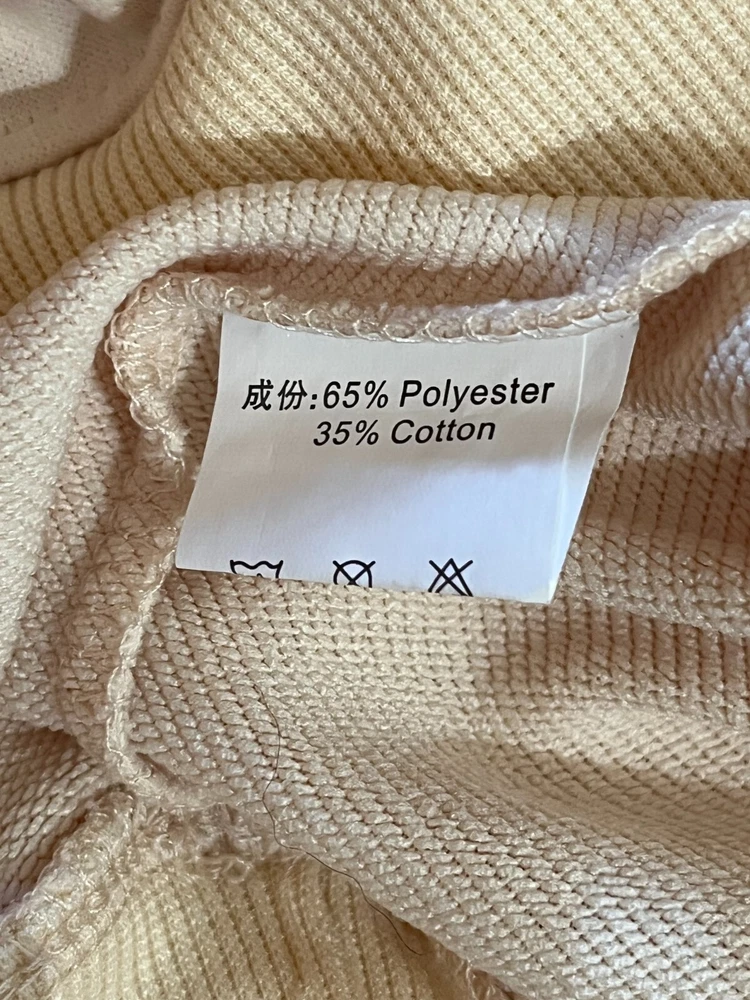 成份:65% Polyester
35% Cotton